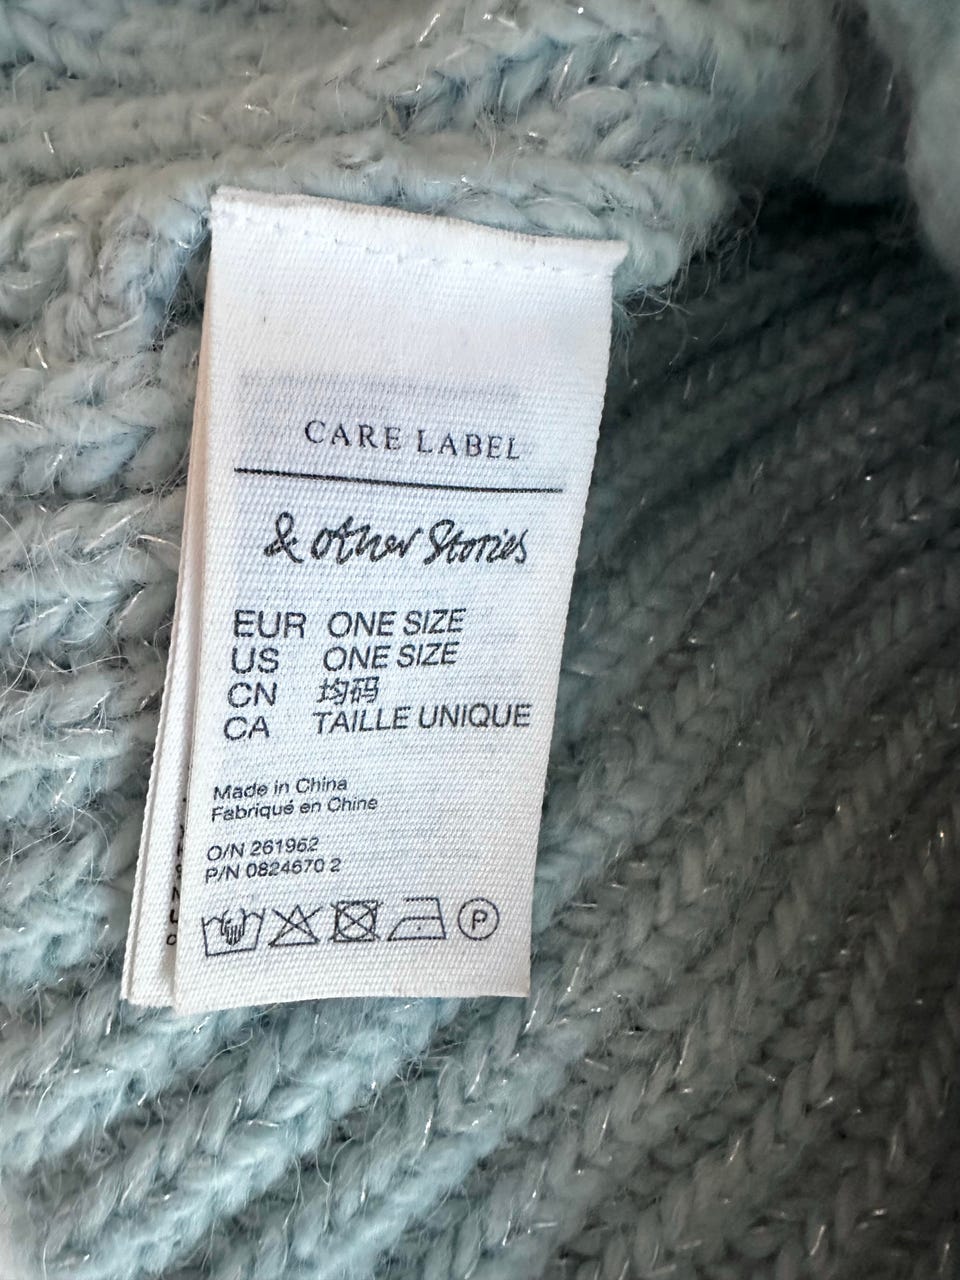 CARE LABEL
& other Stories
EUR ONE SIZE
US ONE SIZE
CN 均码
CA TAILLE UNIQUE
Made in China
Fabriqué en Chine
O/N 261962
P/N 0824670 2
P